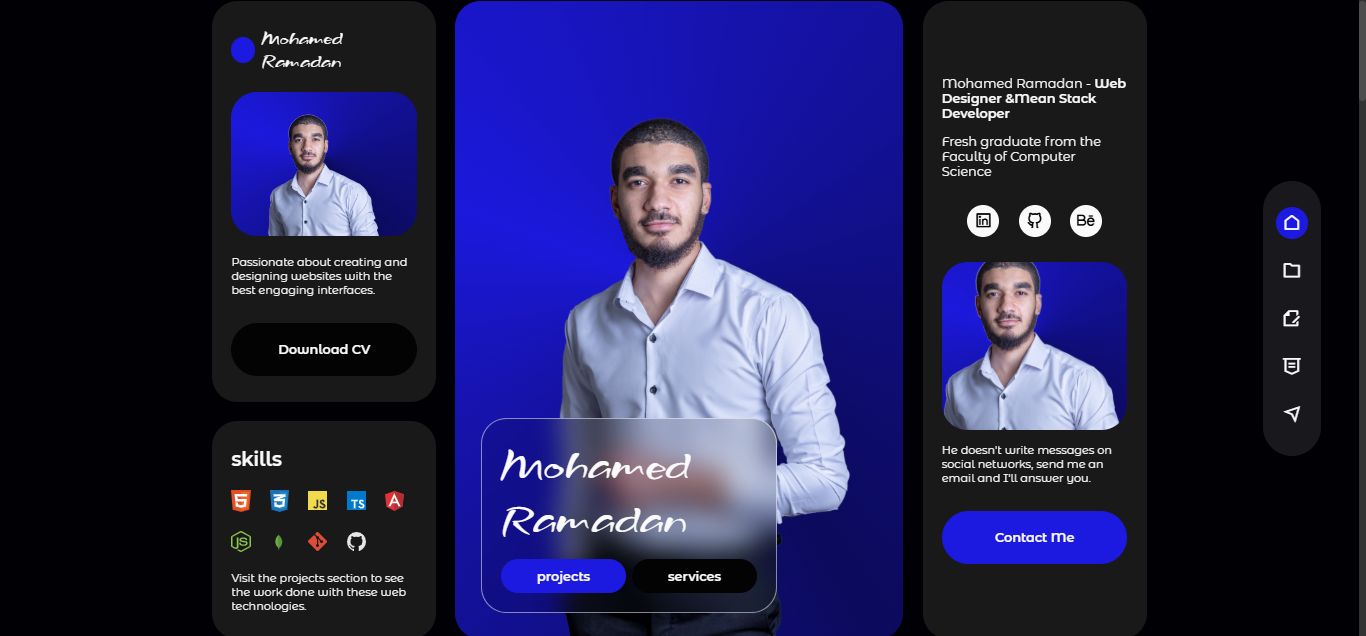 Mohamed
Ramadan
Passionate about creating and
designing websites with the
best engaging interfaces.
Download CV
skills
JS
TS
JS
Visit the projects section to see
the work done with these web
technologies.
Mohamed
Ramadan
projects
services
Mohamed Ramadan - Web
Designer &Mean Stack
Developer
Fresh graduate from the
Faculty of Computer
Science
in
Bē
He doesn't write messages on
social networks, send me an
email and I'll answer you.
Contact Me